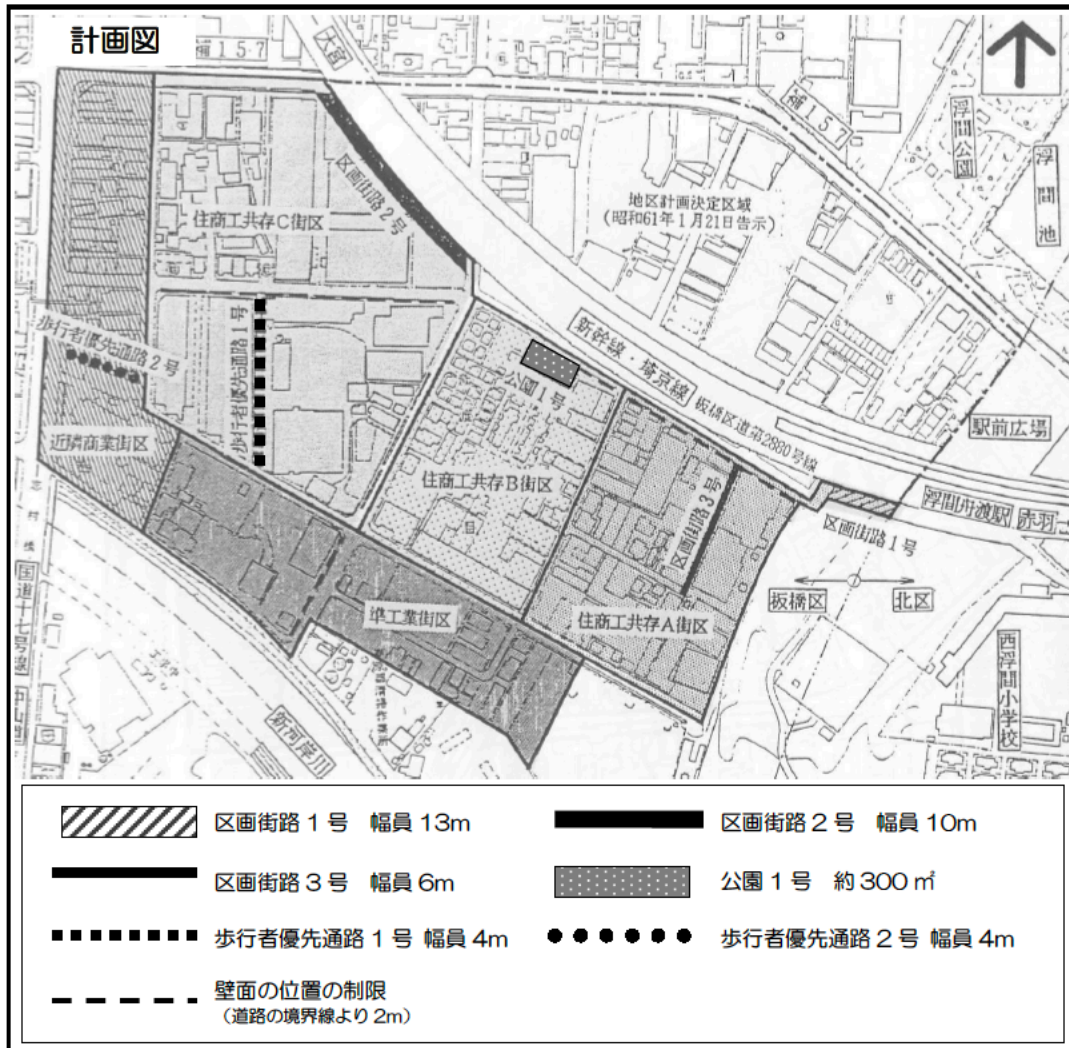 計画図
補157
大宮
補157
浮間公園
浮間池
区画街路2号
地区計画決定区域
(昭和61年1月21日告示)
住商工共存C街区
歩行者優先通路1号
歩行者優先通路2号
新幹線・埼京線
板橋区道第2880号線
公園1号
駅前広場
近隣商業街区
住商工共存B街区
区画街路3号
浮間舟渡駅
赤羽
区画街路1号
板橋区
北区
国道十七号線
準工業街区
住商工共存A街区
西浮間小学校
新河岸川
区画街路1号 幅員13m
区画街路2号 幅員10m
区画街路3号 幅員6m
公園1号 約300㎡
歩行者優先通路1号 幅員4m
歩行者優先通路2号 幅員4m
壁面の位置の制限
(道路の境界線より2m)